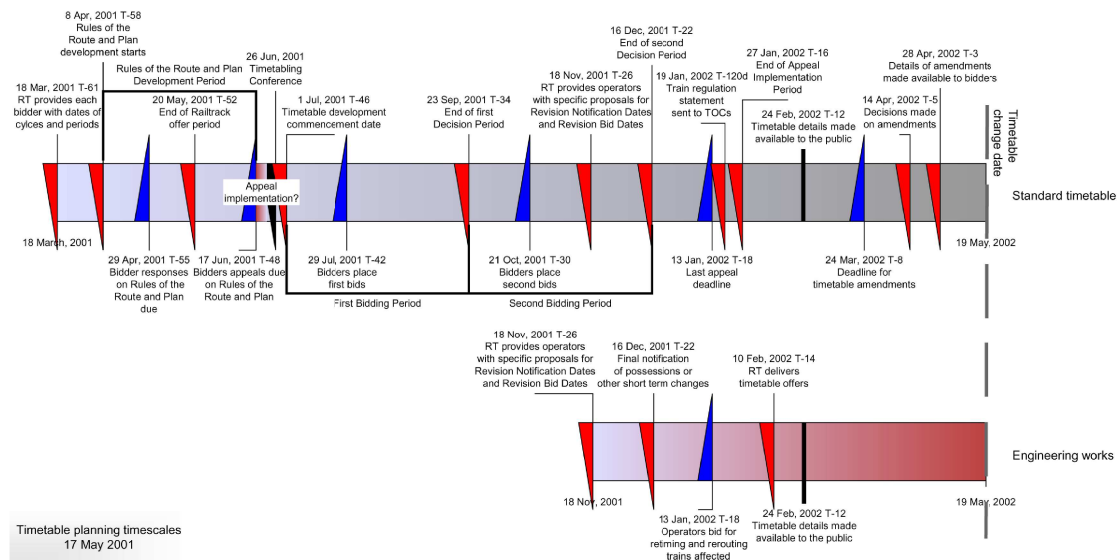 8 Apr, 2001 T-58
Rules of the
Route and Plan
development starts
18 Mar, 2001 T-61
RT provides each
bidder with dates of
cylces and periods
Rules of the Route and Plan
Development Period
20 May, 2001 T-52
End of Railtrack
offer period
26 Jun, 2001
Timetabling
Conference
1 Jul, 2001 T-46
Timetable development
commencement date
23 Sep, 2001 T-34
End of first
Decision Period
18 Nov, 2001 T-26
RT provides operators
with specific proposals for
Revision Notification Dates
and Revision Bid Dates
16 Dec, 2001 T-22
End of second
Decision Period
19 Jan, 2002 T-120d
Train regulation
statement
sent to TOCs
27 Jan, 2002 T-16
End of Appeal
Implementation
Period
24 Feb, 2002 T-12
Timetable details made
available to the public
14 Apr, 2002 T-5
Decisions made
on amendments
28 Apr, 2002 T-3
Details of amendments
made available to bidders
Timetable
change date
Appeal
implementation?
Standard timetable
18 March, 2001
19 May, 2002
29 Apr, 2001 T-55
Bidder responses
on Rules of the
Route and Plan
due
17 Jun, 2001 T-48
Bidders appeals due
on Rules of the
Route and Plan
29 Jul, 2001 T-42
Bidders place
first bids
First Bidding Period
21 Oct, 2001 T-30
Bidders place
second bids
Second Bidding Period
13 Jan, 2002 T-18
Last appeal
deadline
24 Mar, 2002 T-8
Deadline for
timetable amendments
18 Nov, 2001 T-26
RT provides operators
with specific proposals for
Revision Notification Dates
and Revision Bid Dates
16 Dec, 2001 T-22
Final notification
of possessions or
other short term changes
10 Feb, 2002 T-14
RT delivers
timetable offers
Engineering works
18 Nov, 2001
19 May, 2002
13 Jan, 2002 T-18
Operators bid for
retiming and rerouting
trains affected
24 Feb, 2002 T-12
Timetable details made
available to the public
Timetable planning timescales
17 May 2001